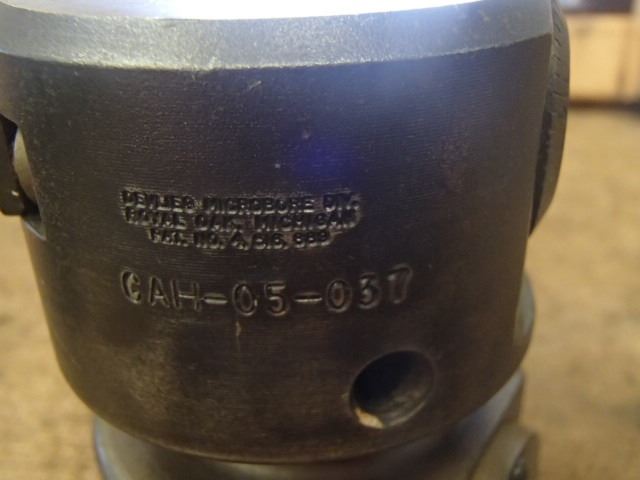 DEVLIEG MICROBORE DIV.
ROYAL OAK, MICHIGAN
PAT. NO.
CAH-05-037